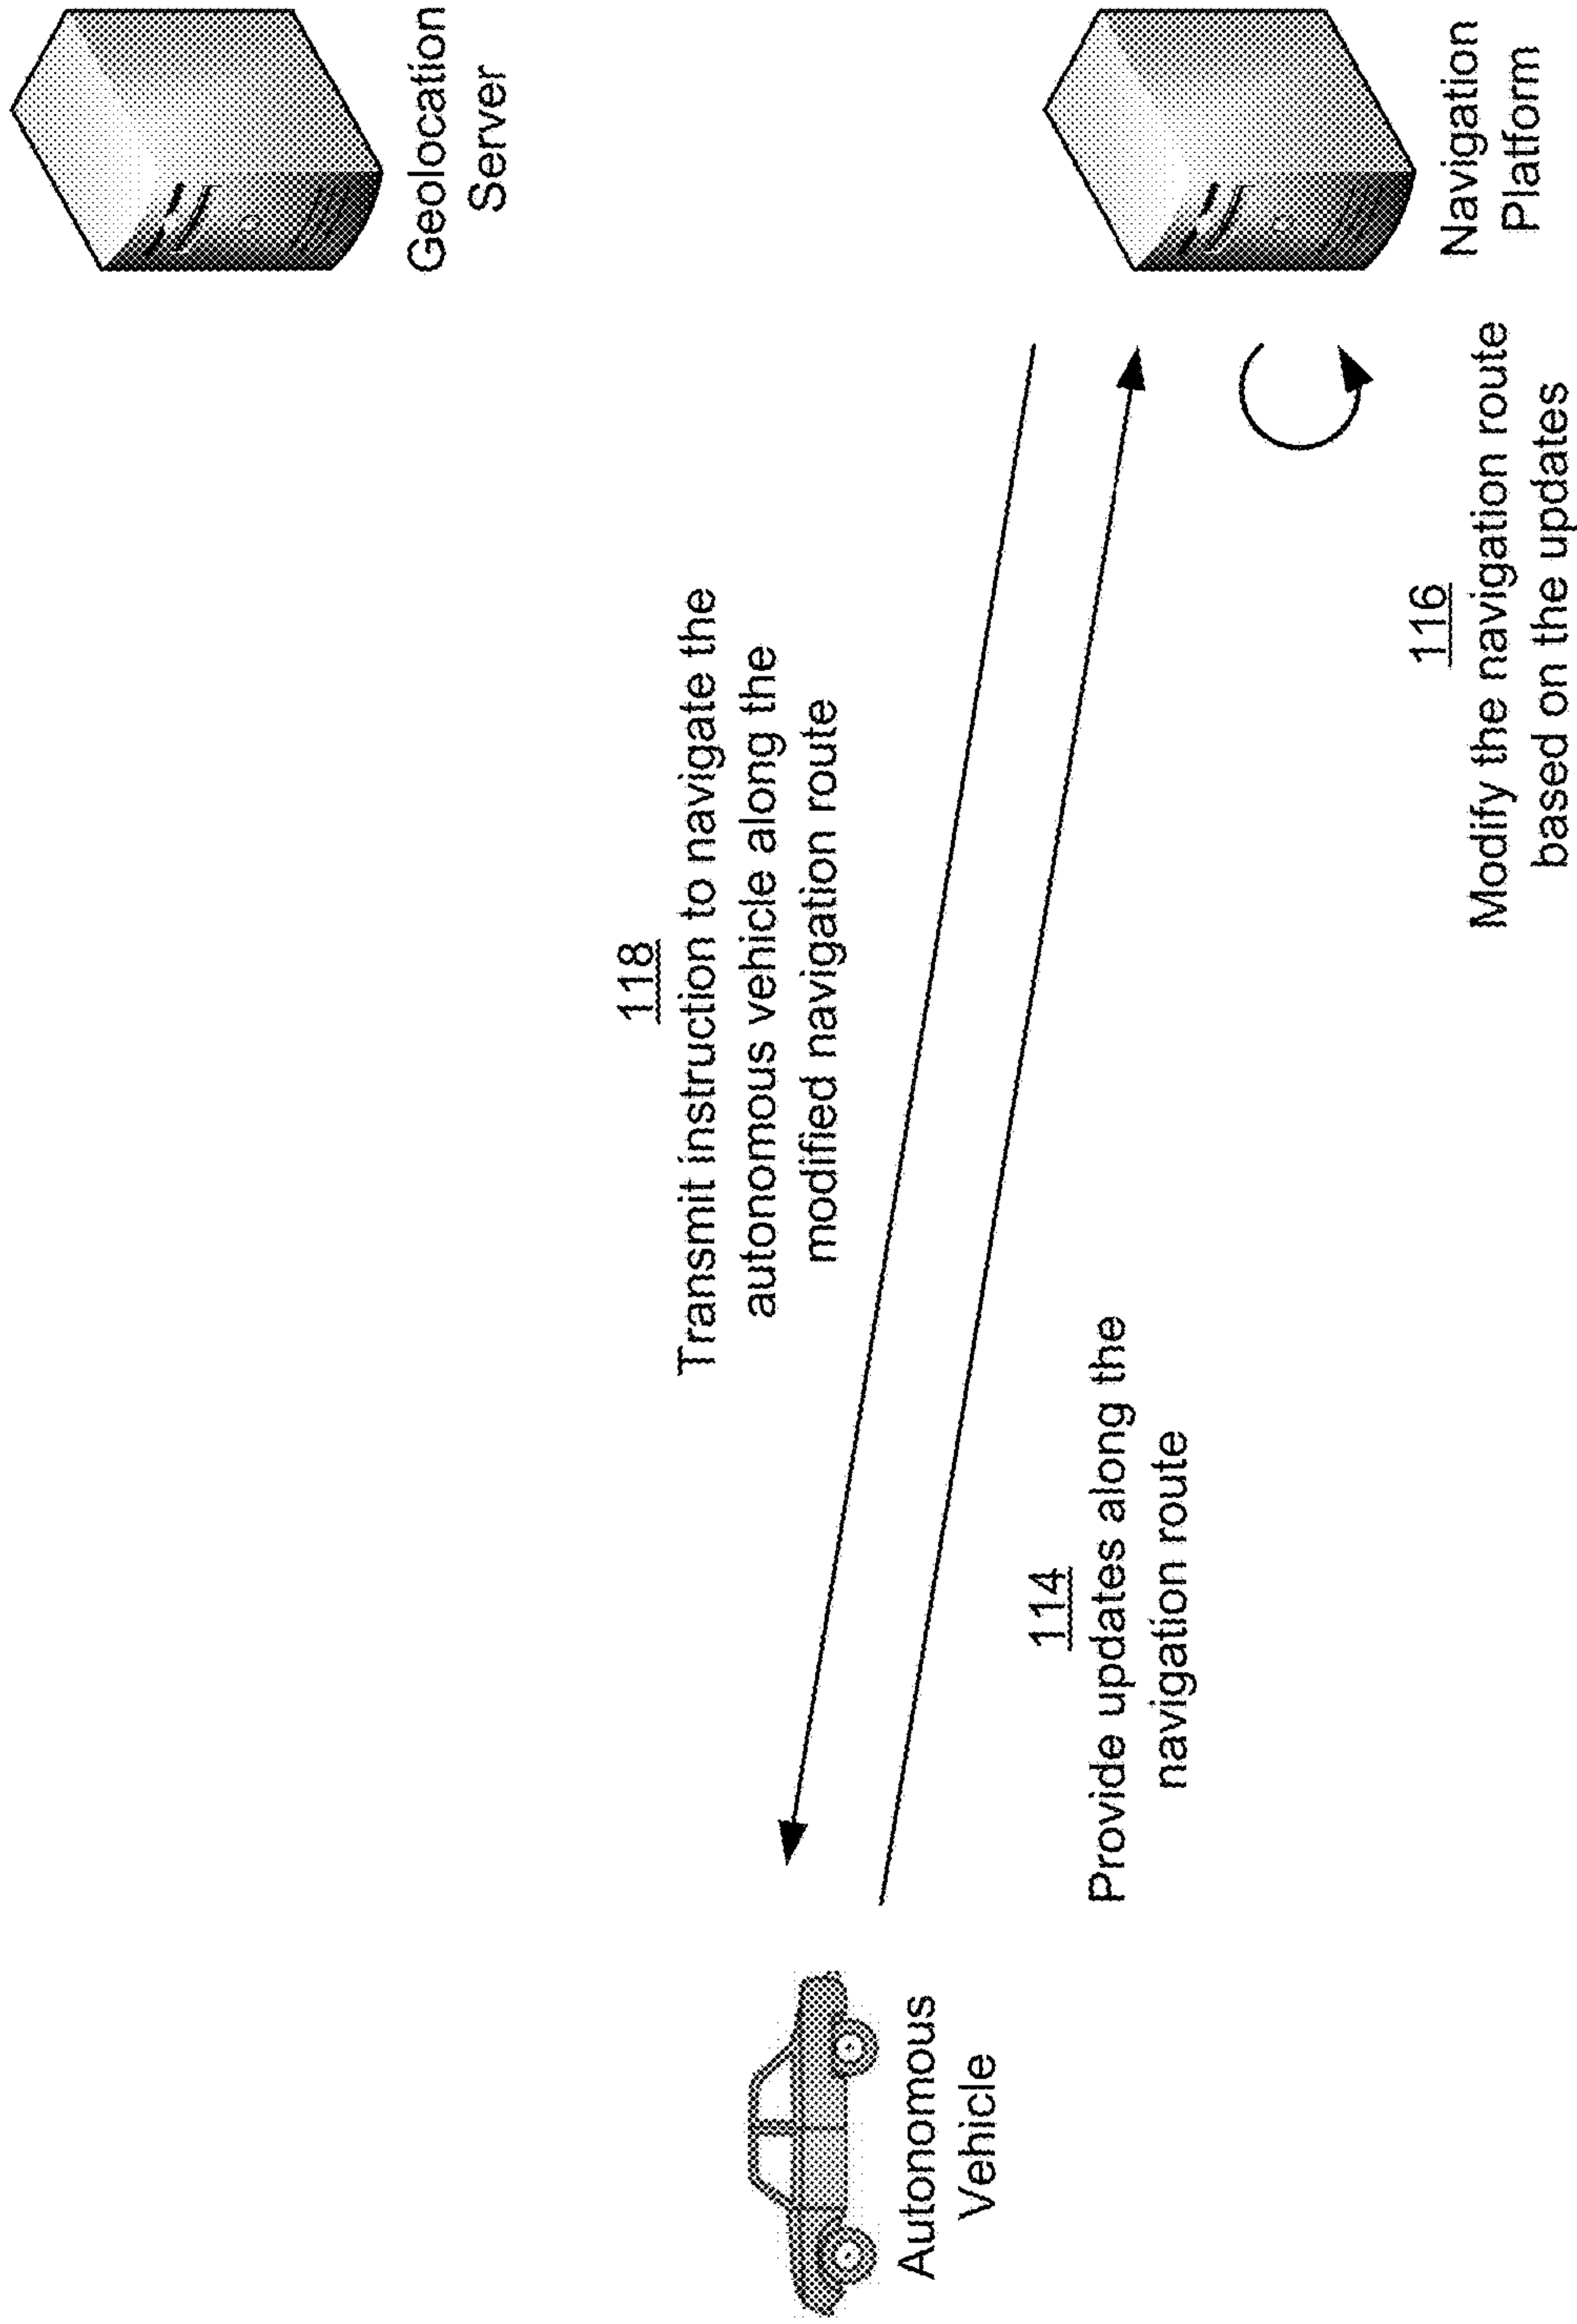 Geolocation
Server
118
Transmit instruction to navigate the
autonomous vehicle along the
modified navigation route
Autonomous
Vehicle
114
Provide updates along the
navigation route
Navigation
Platform
116
Modify the navigation route
based on the updates